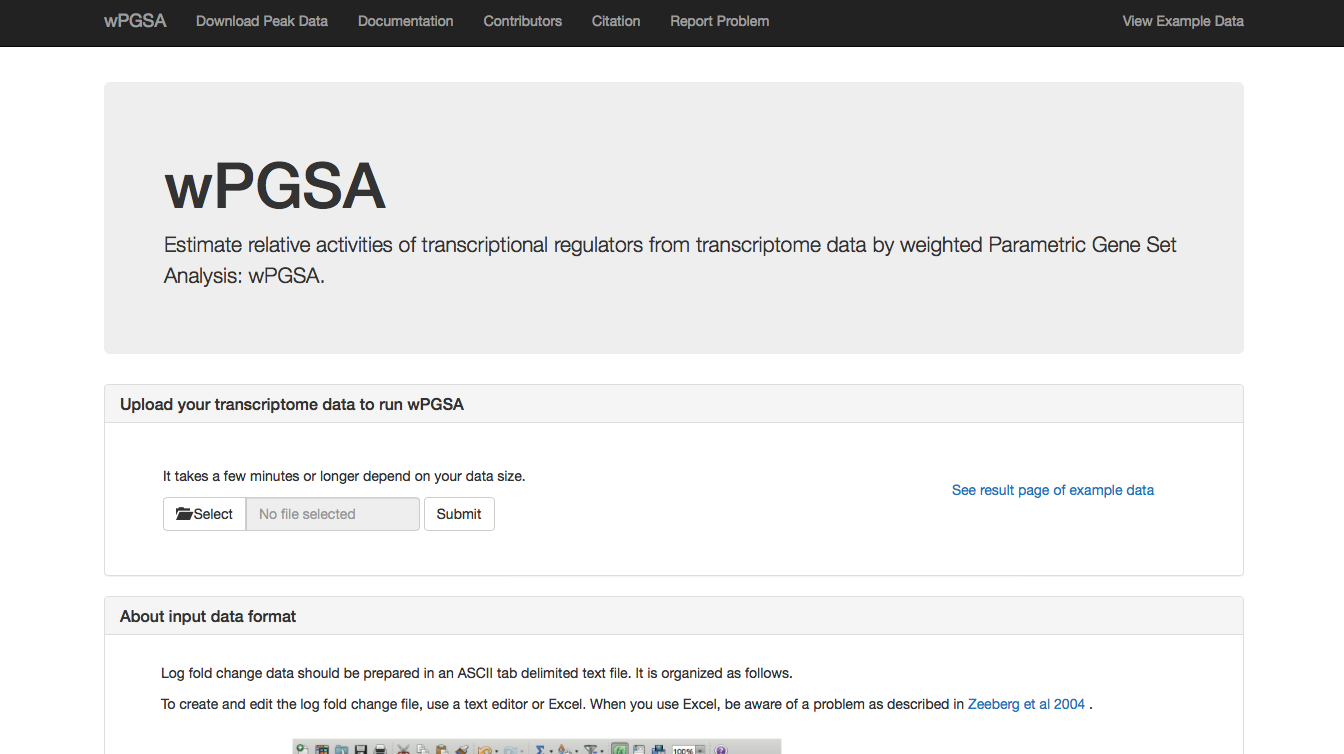 wPGSA Download Peak Data Documentation Contributors Citation Report Problem View Example Data
wPGSA
Estimate relative activities of transcriptional regulators from transcriptome data by weighted Parametric Gene Set
Analysis: wPGSA.
Upload your transcriptome data to run wPGSA
It takes a few minutes or longer depend on your data size.
See result page of example data
Select No file selected Submit
About input data format
Log fold change data should be prepared in an ASCII tab delimited text file. It is organized as follows.
To create and edit the log fold change file, use a text editor or Excel. When you use Excel, be aware of a problem as described in Zeeberg et al 2004 .
100%